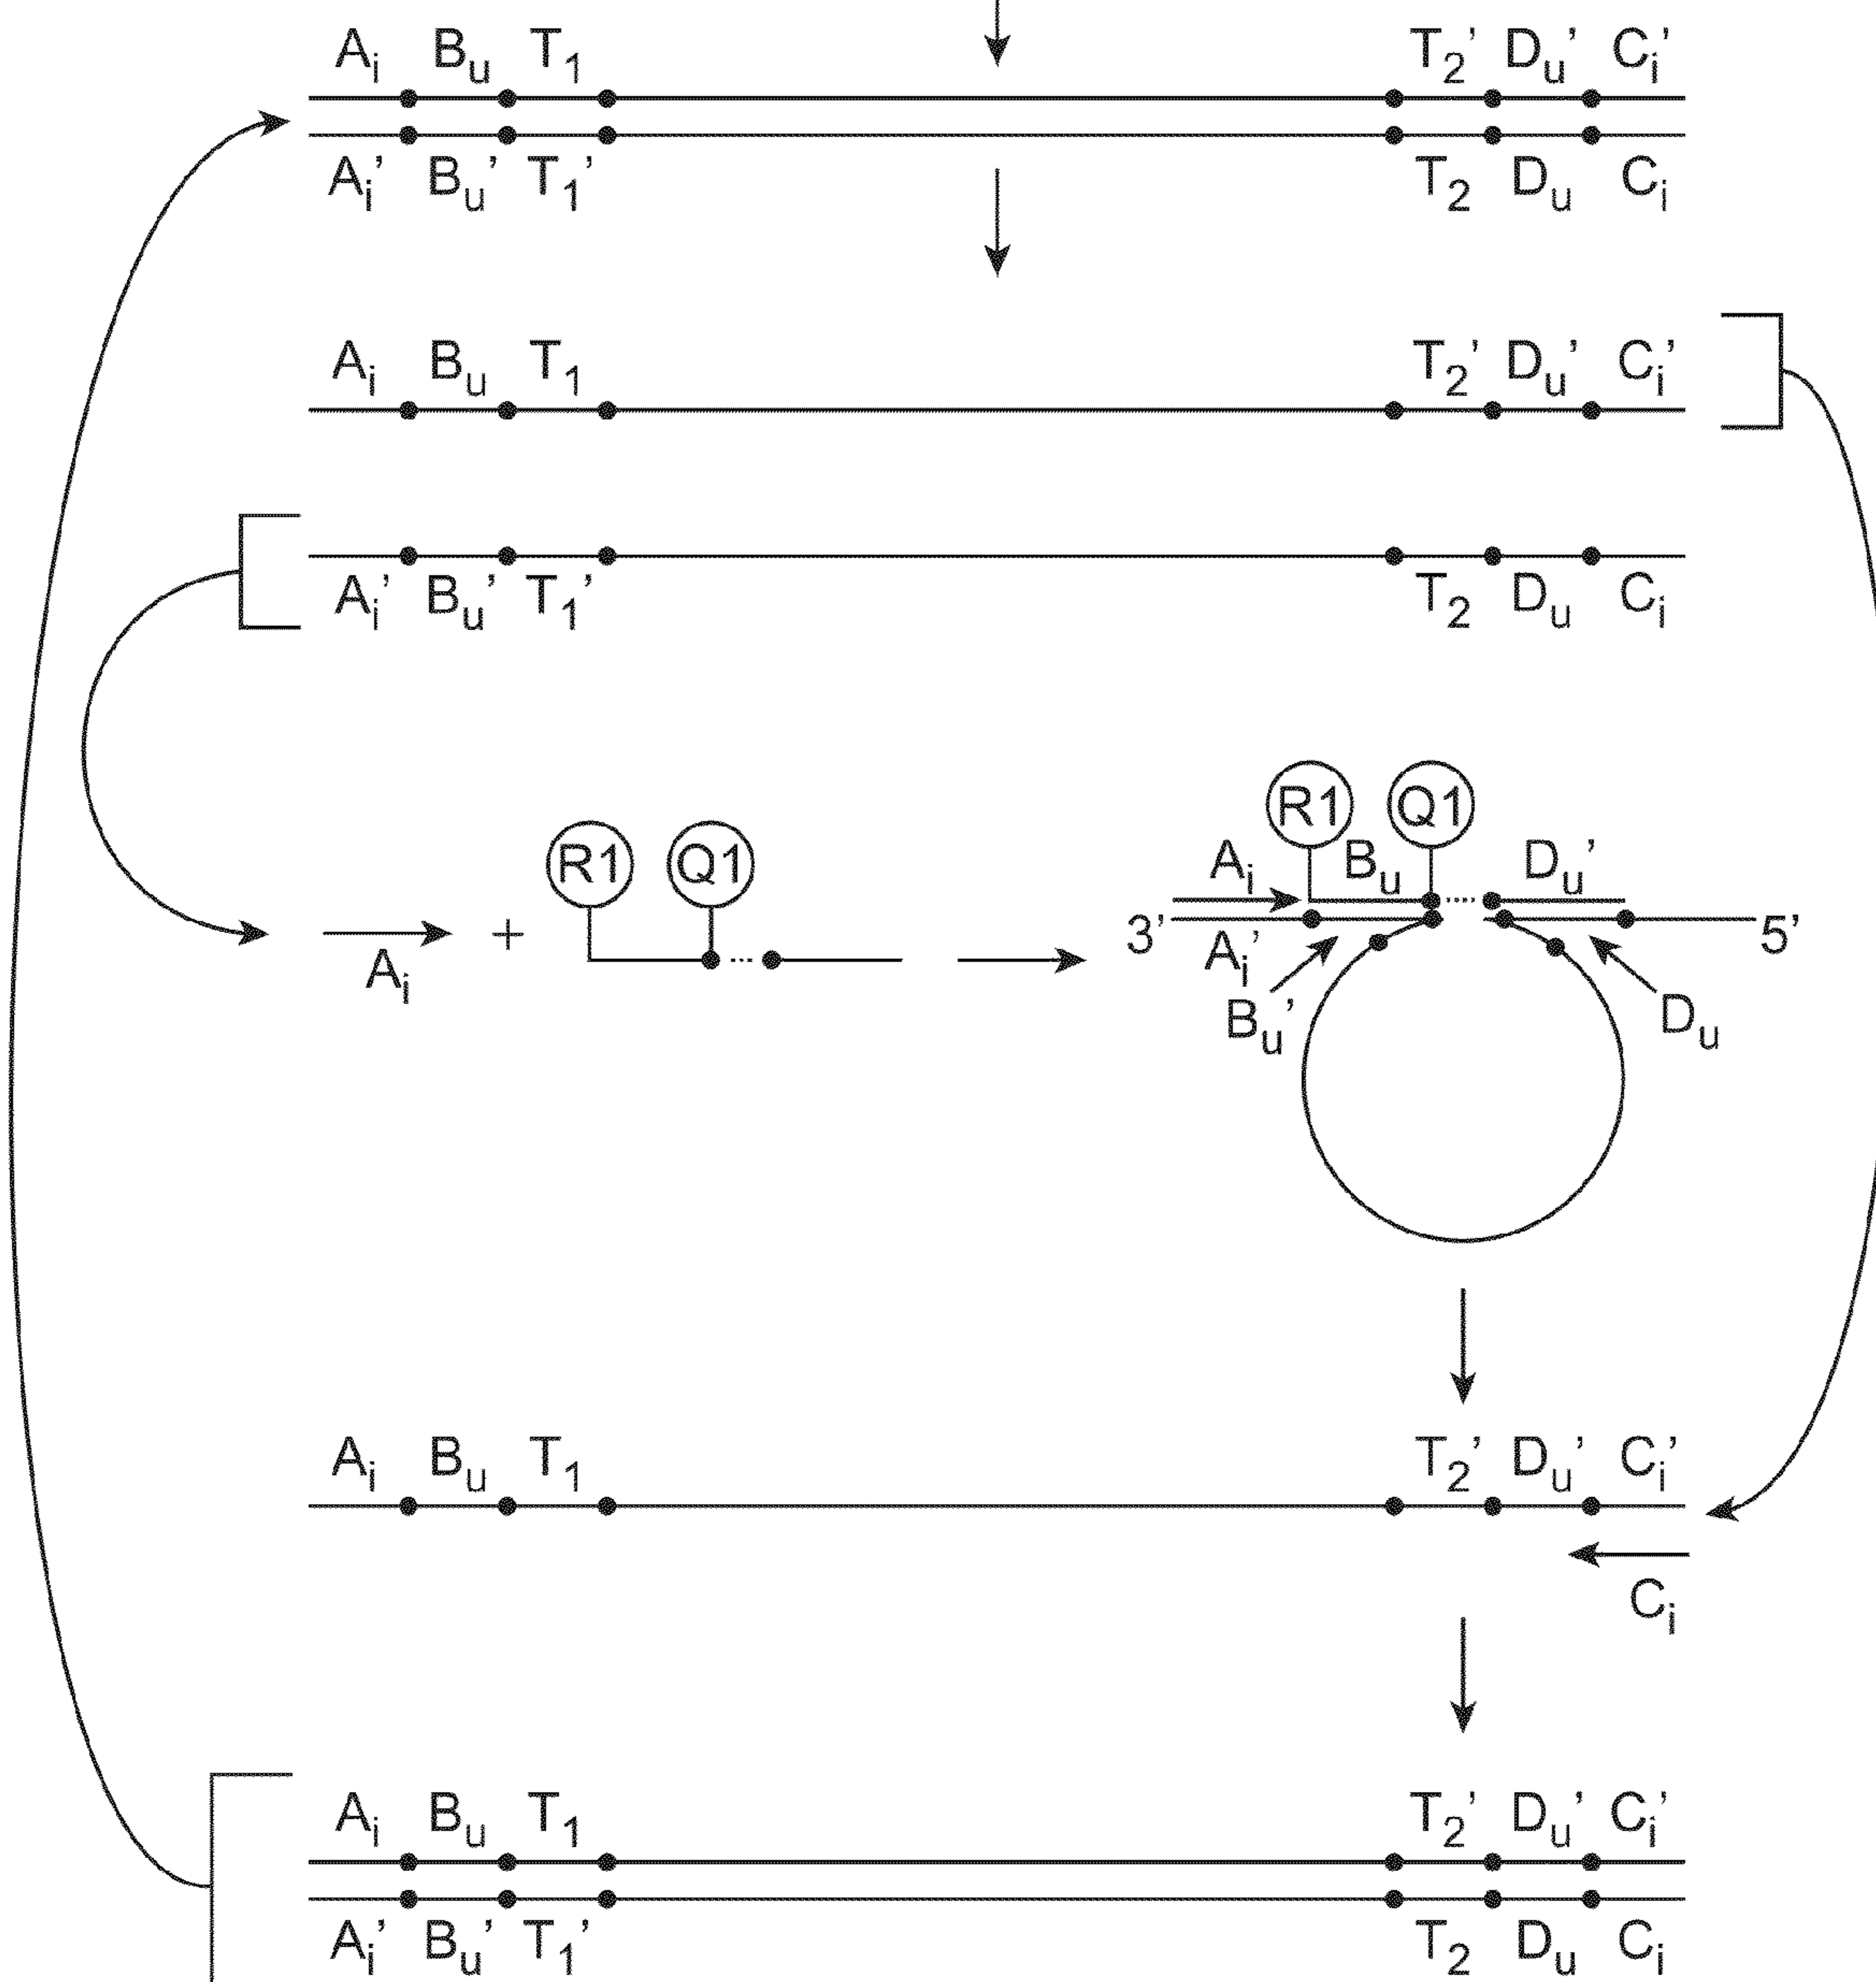 Ai Bu T1 T2’ Du’ Ci’
Ai’ Bu’ T1’ T2 Du Ci
Ai Bu T1 T2’ Du’ Ci’
Ai’ Bu’ T1’ T2 Du Ci
R1 Q1
R1 Q1
Ai Bu Du’
3’ 5’
Ai + Ai’
Bu’ Du
Ai Bu T1 T2’ Du’ Ci’
Ci
Ai Bu T1 T2’ Du’ Ci’
Ai’ Bu’ T1’ T2 Du Ci